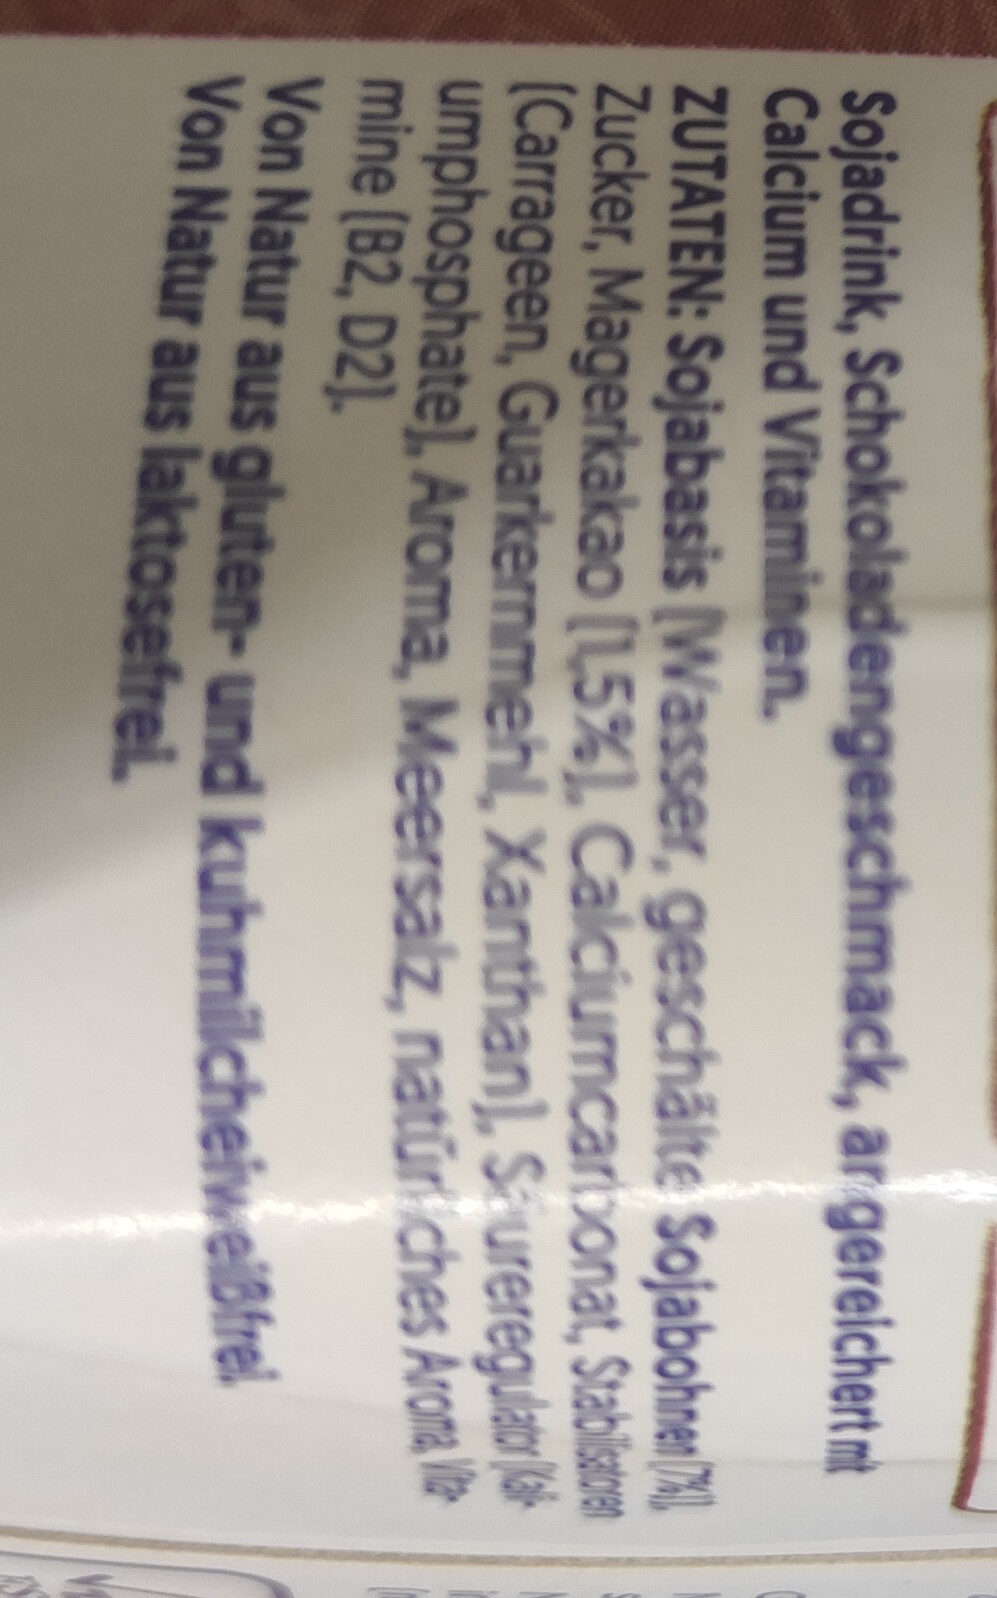 Sojadrink, Schokoladengeschmack, angereichert mit
Calcium und Vitaminen.
ZUTATEN: Sojabasis (Wasser, geschälte Sojabohnen (7%)),
Zucker, Magerkakao (1,5%), Calciumcarbonat, Stabilisatoren
(Carrageen, Guarkernmehl, Xanthan), Säureregulator (Kali-
umphosphate), Aroma, Meersalz, natürliches Aroma, Vita-
mine (B2, D2).
Von Natur aus gluten- und kuhmilcheiweißfrei.
Von Natur aus laktosefrei.